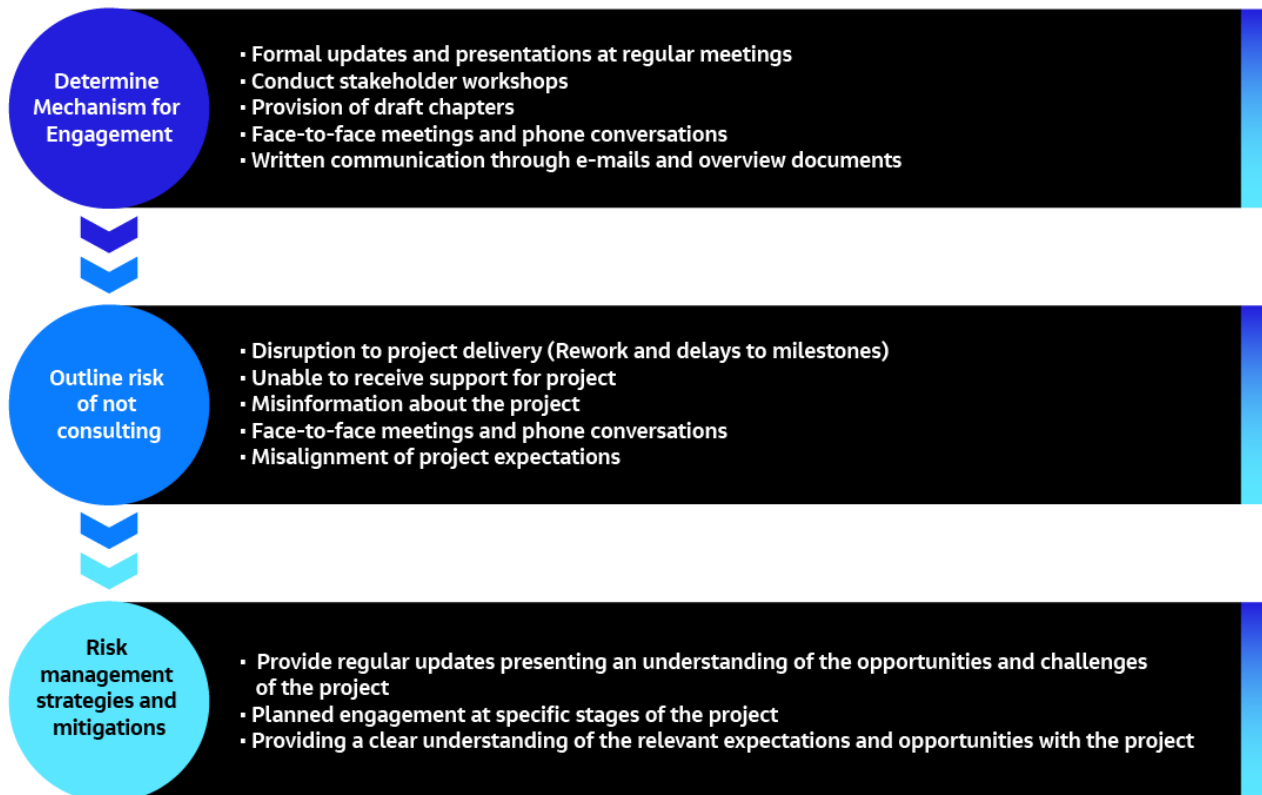 Determine
Mechanism for
Engagement
▪ Formal updates and presentations at regular meetings
▪ Conduct stakeholder workshops
▪ Provision of draft chapters
▪ Face-to-face meetings and phone conversations
▪ Written communication through e-mails and overview documents
Outline risk
of not
consulting
▪ Disruption to project delivery (Rework and delays to milestones)
▪ Unable to receive support for project
▪ Misinformation about the project
▪ Face-to-face meetings and phone conversations
▪ Misalignment of project expectations
Risk
management
strategies and
mitigations
▪ Provide regular updates presenting an understanding of the opportunities and challenges
of the project
▪ Planned engagement at specific stages of the project
▪ Providing a clear understanding of the relevant expectations and opportunities with the project